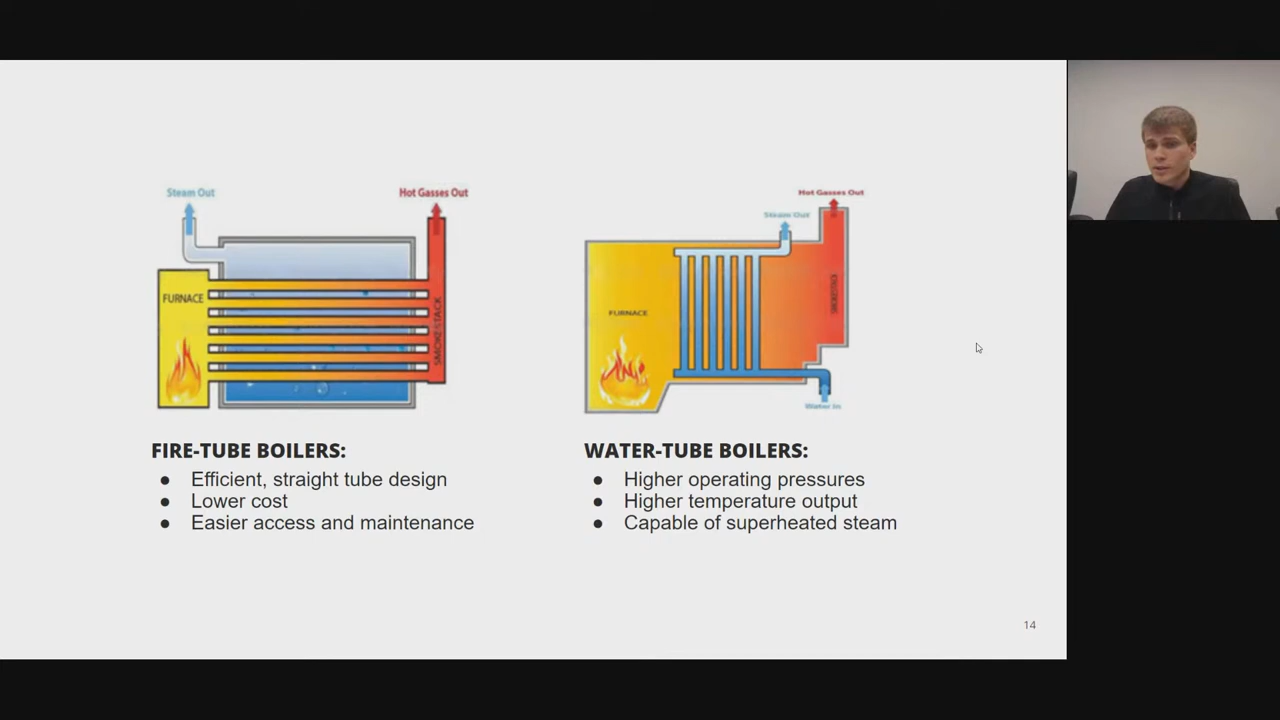 Steam Out
Hot Gasses Out
FURNACE
SMOKESTACK
Hot Gasses Out
Steam Out
FURNACE
SMOKESTACK
Water In
FIRE-TUBE BOILERS:
● Efficient, straight tube design
● Lower cost
● Easier access and maintenance
WATER-TUBE BOILERS:
● Higher operating pressures
● Higher temperature output
● Capable of superheated steam
14